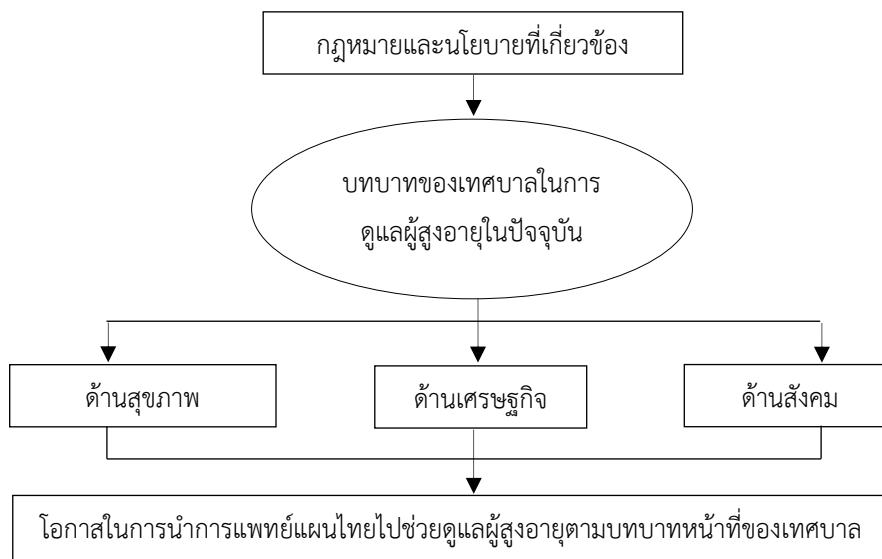 กฎหมายและนโยบายที่เกี่ยวข้อง
บทบาทของเทศบาลในการ
ดูแลผู้สูงอายุในปัจจุบัน
ด้านสุขภาพ
ด้านเศรษฐกิจ
ด้านสังคม
โอกาสในการนำการแพทย์แผนไทยไปช่วยดูแลผู้สูงอายุตามบทบาทหน้าที่ของเทศบาล